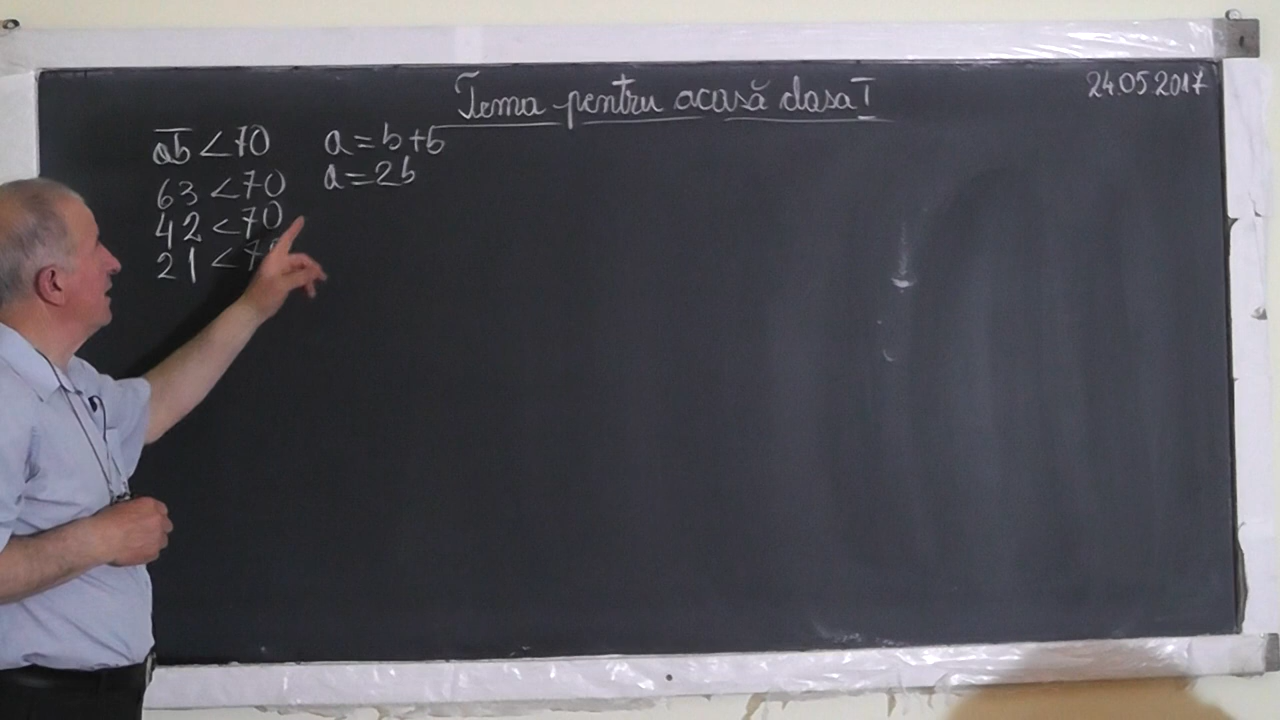 Tema pentru acasă clasa I
24.05.2017
ab < 70
63 < 70
42 < 70
21 < 70
a = b + b
a = 2b